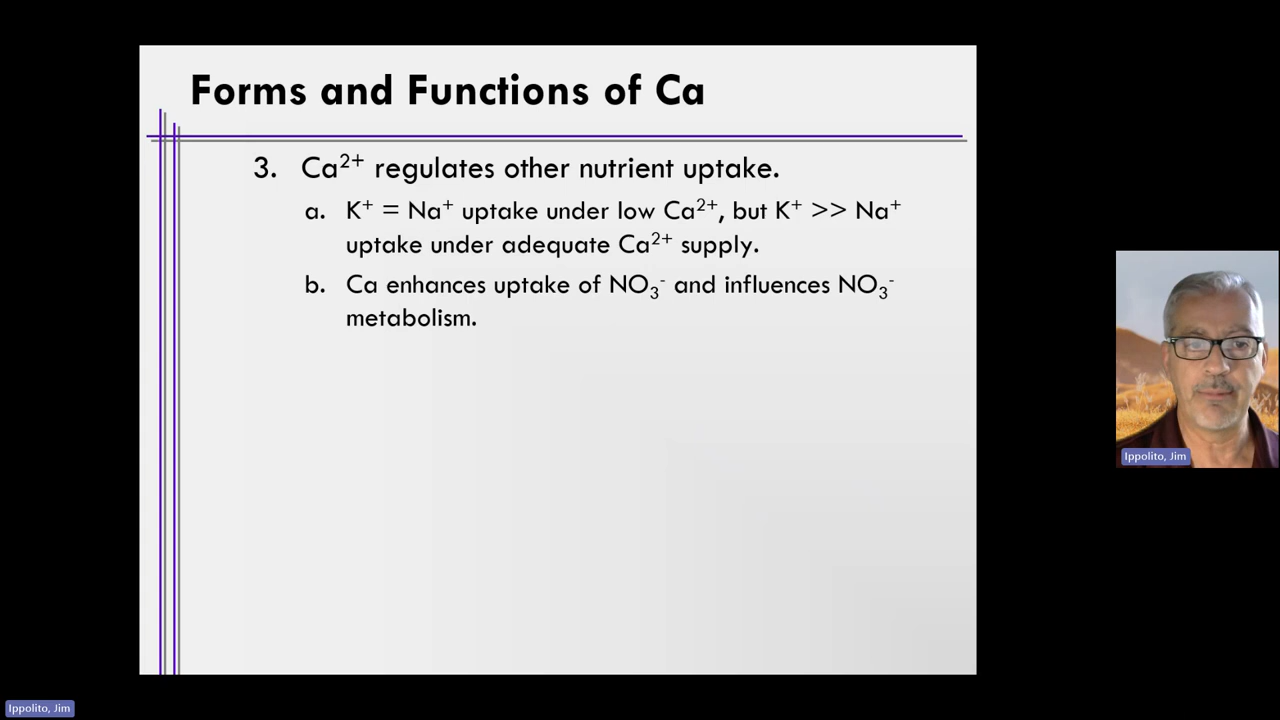 Forms and Functions of Ca
3. Ca²⁺ regulates other nutrient uptake.
a. K⁺ = Na⁺ uptake under low Ca²⁺, but K⁺ >> Na⁺
uptake under adequate Ca²⁺ supply.
b. Ca enhances uptake of NO₃⁻ and influences NO₃⁻
metabolism.
Ippolito, Jim
Ippolito, Jim